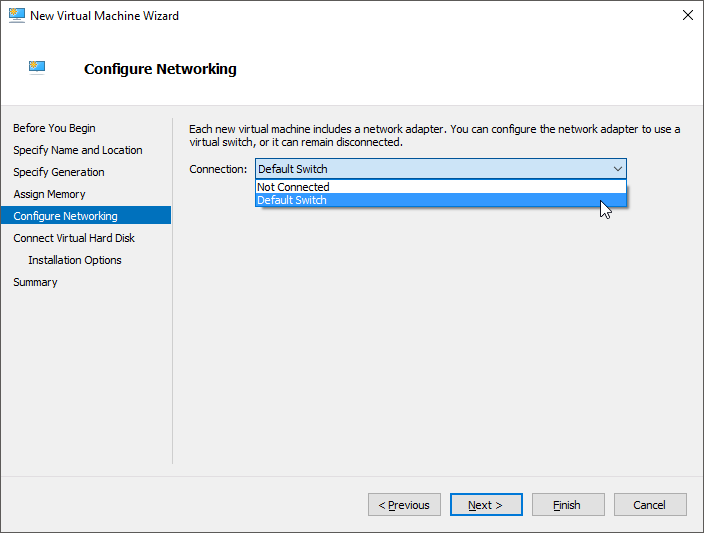 New Virtual Machine Wizard
Configure Networking
Before You Begin
Specify Name and Location
Specify Generation
Assign Memory
Configure Networking
Connect Virtual Hard Disk
Installation Options
Summary
Each new virtual machine includes a network adapter. You can configure the network adapter to use a
virtual switch, or it can remain disconnected.
Connection: Default Switch
Not Connected
Default Switch
< Previous Next > Finish Cancel